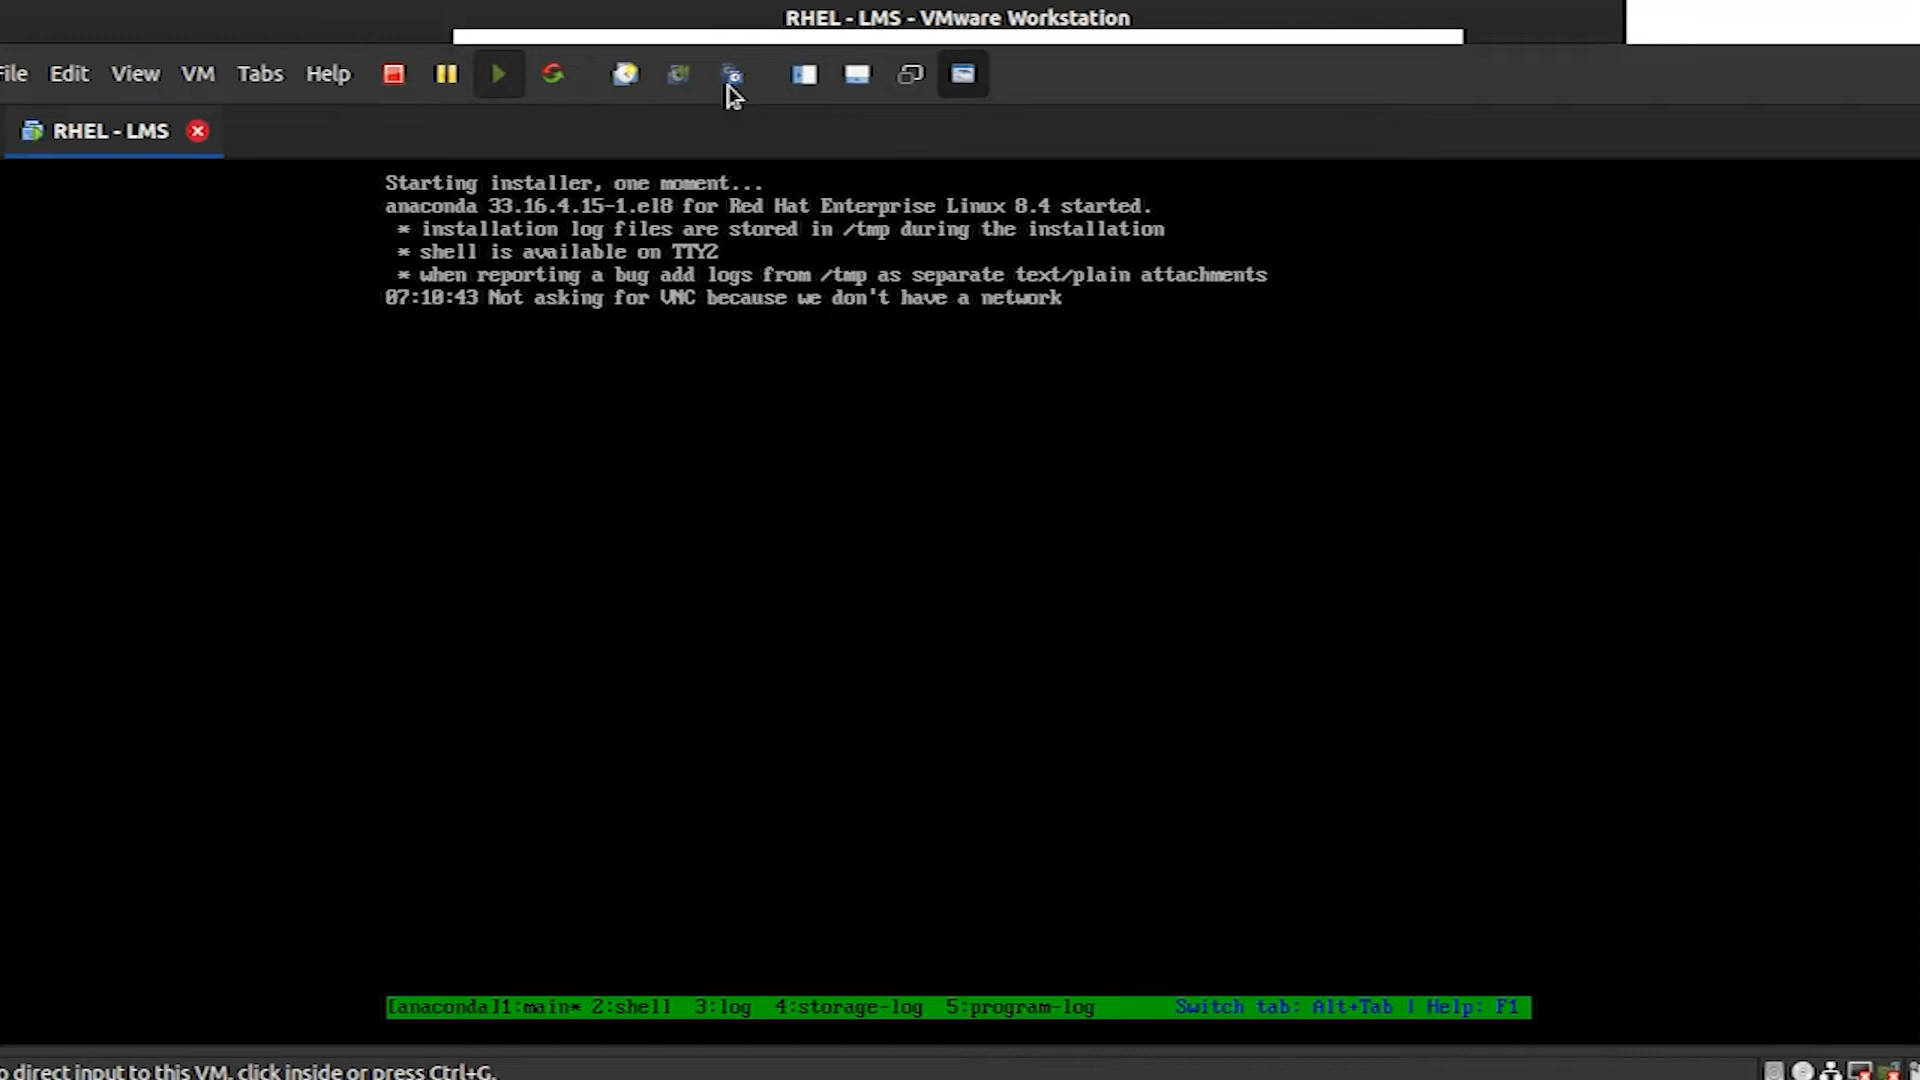 RHEL - LMS - VMware Workstation
File Edit View VM Tabs Help
RHEL - LMS
Starting installer, one moment...
anaconda 33.16.4.15-1.el8 for Red Hat Enterprise Linux 8.4 started.
* installation log files are stored in /tmp during the installation
* shell is available on TTY2
* when reporting a bug add logs from /tmp as separate text/plain attachments
07:10:43 Not asking for VNC because we don't have a network
[anaconda]1:main* 2:shell 3:log 4:storage-log 5:program-log Switch tab: Alt+Tab | Help: F1
o direct input to this VM, click inside or press Ctrl+G.